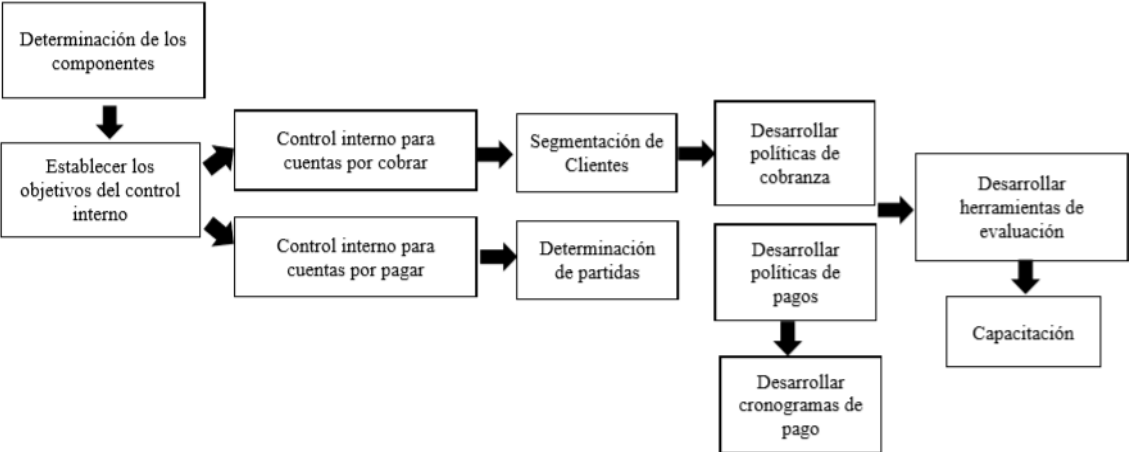 Determinación de los
componentes
Establecer los
objetivos del control
interno
Control interno para
cuentas por cobrar
Segmentación de
Clientes
Desarrollar
políticas de
cobranza
Control interno para
cuentas por pagar
Determinación
de partidas
Desarrollar
políticas de
pagos
Desarrollar
cronogramas de
pago
Desarrollar
herramientas de
evaluación
Capacitación